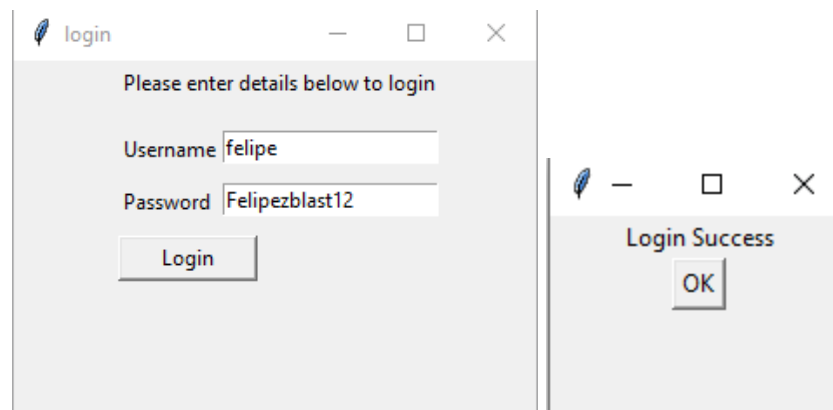 login
Please enter details below to login
Username felipe
Password Felipezblast12
Login
Login Success
OK